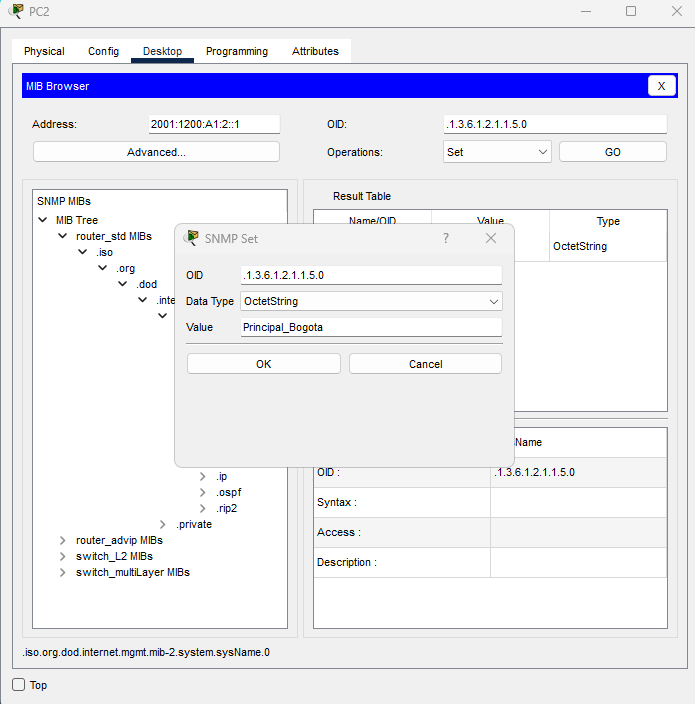 PC2
Physical Config Desktop Programming Attributes
MIB Browser X
Address: 2001:1200:A1:2::1 OID: .1.3.6.1.2.1.1.5.0
Advanced... Operations: Set GO
SNMP MIBs
MIB Tree
router_std MIBs
.iso
.org
.dod
.inte
Result Table
Name/OID Value Type
OctetString
SNMP Set ?
OID .1.3.6.1.2.1.1.5.0
Data Type OctetString
Value Principal_Bogota
OK Cancel
.ip
.ospf
.rip2
.private
router_advip MIBs
switch_L2 MIBs
switch_multiLayer MIBs
Name
OID : .1.3.6.1.2.1.1.5.0
Syntax :
Access :
Description :
.iso.org.dod.internet.mgmt.mib-2.system.sysName.0
Top